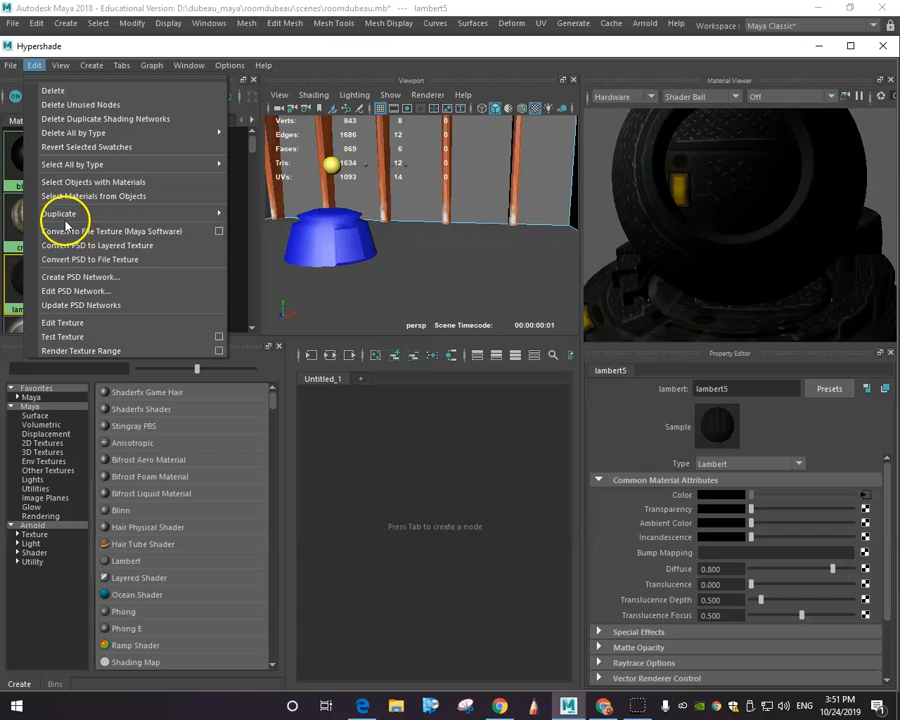 Autodesk Maya 2018 - Educational Version: D:\dubeau_maya\roomdubeau\scenes\roomdubeau.mb* --- lambert5
File Edit Create Select Modify Display Windows Mesh Edit Mesh Mesh Tools Mesh Display Curves Surfaces Deform UV Generate Cache Arnold Help Workspace : Maya Classic*
Hypershade
File Edit View Create Tabs Graph Window Options Help
Delete
Delete Unused Nodes
Delete Duplicate Shading Networks
Delete All by Type
Revert Selected Swatches
Select All by Type
Select Objects with Materials
Select Materials from Objects
Duplicate
Convert to File Texture (Maya Software)
Convert PSD to Layered Texture
Convert PSD to File Texture
Create PSD Network...
Edit PSD Network...
Update PSD Networks
Edit Texture
Test Texture
Render Texture Range
Viewport
View Shading Lighting Show Renderer Panels
Verts: 843 8
Edges: 1686 12
Faces: 869 6
Tris: 1634 12
UVs: 1093 14
persp Scene Timecode: 00:00:00:01
Material Viewer
Hardware Shader Ball Off
Favorites
Maya
Maya
Surface
Volumetric
Displacement
2D Textures
3D Textures
Env Textures
Other Textures
Lights
Utilities
Image Planes
Glow
Rendering
Arnold
Texture
Light
Shader
Utility
Create Bins
Shaderfx Game Hair
Shaderfx Shader
Stingray PBS
Anisotropic
Bifrost Aero Material
Bifrost Foam Material
Bifrost Liquid Material
Blinn
Hair Physical Shader
Hair Tube Shader
Lambert
Layered Shader
Ocean Shader
Phong
Phong E
Ramp Shader
Shading Map
Untitled_1 +
Press Tab to create a node
Property Editor
lambert5
lambert: lambert5 Presets
Sample
Type Lambert
Common Material Attributes
Color
Transparency
Ambient Color
Incandescence
Bump Mapping
Diffuse 0.800
Translucence 0.000
Translucence Depth 0.500
Translucence Focus 0.500
Special Effects
Matte Opacity
Raytrace Options
Vector Renderer Control
ENG 3:51 PM
10/24/2019